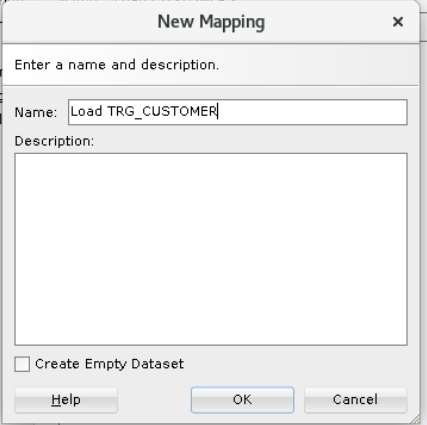 New Mapping
Enter a name and description.
Name: Load TRG_CUSTOMER
Description:
Create Empty Dataset
Help OK Cancel